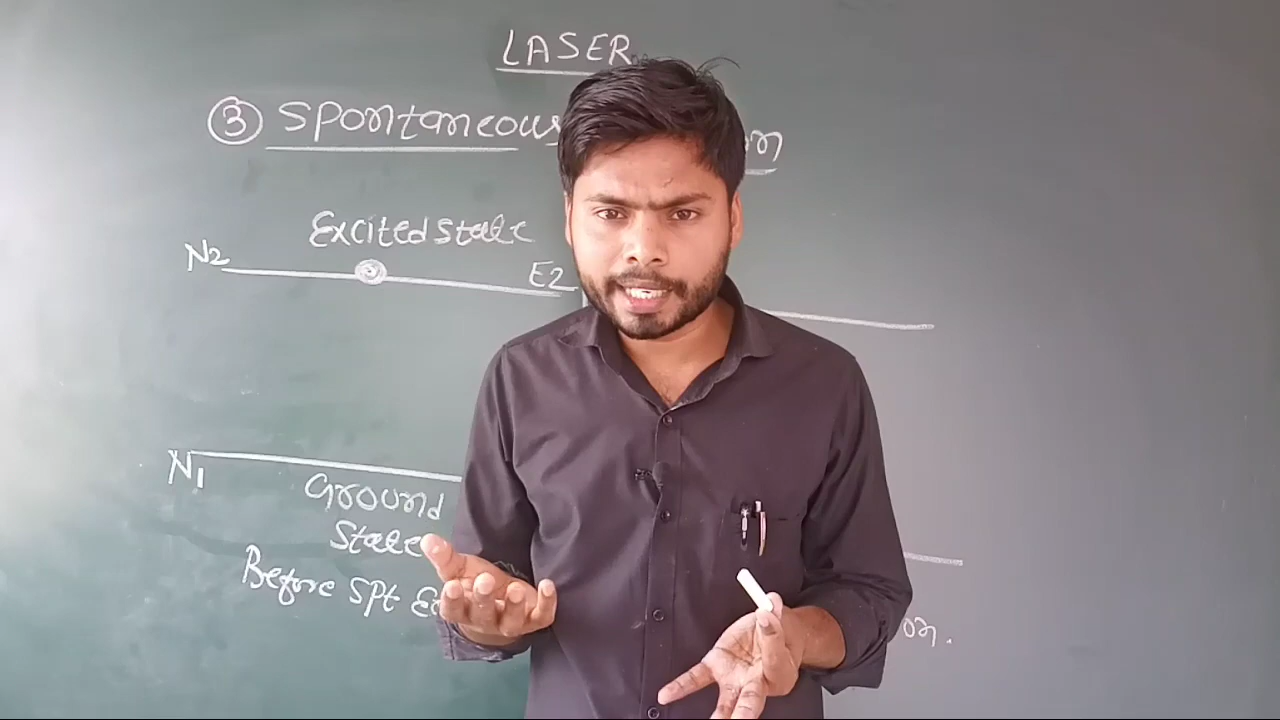 LASER
③ Spontaneous
Excited state
N2
E2
N1
Ground
State
Before Spt